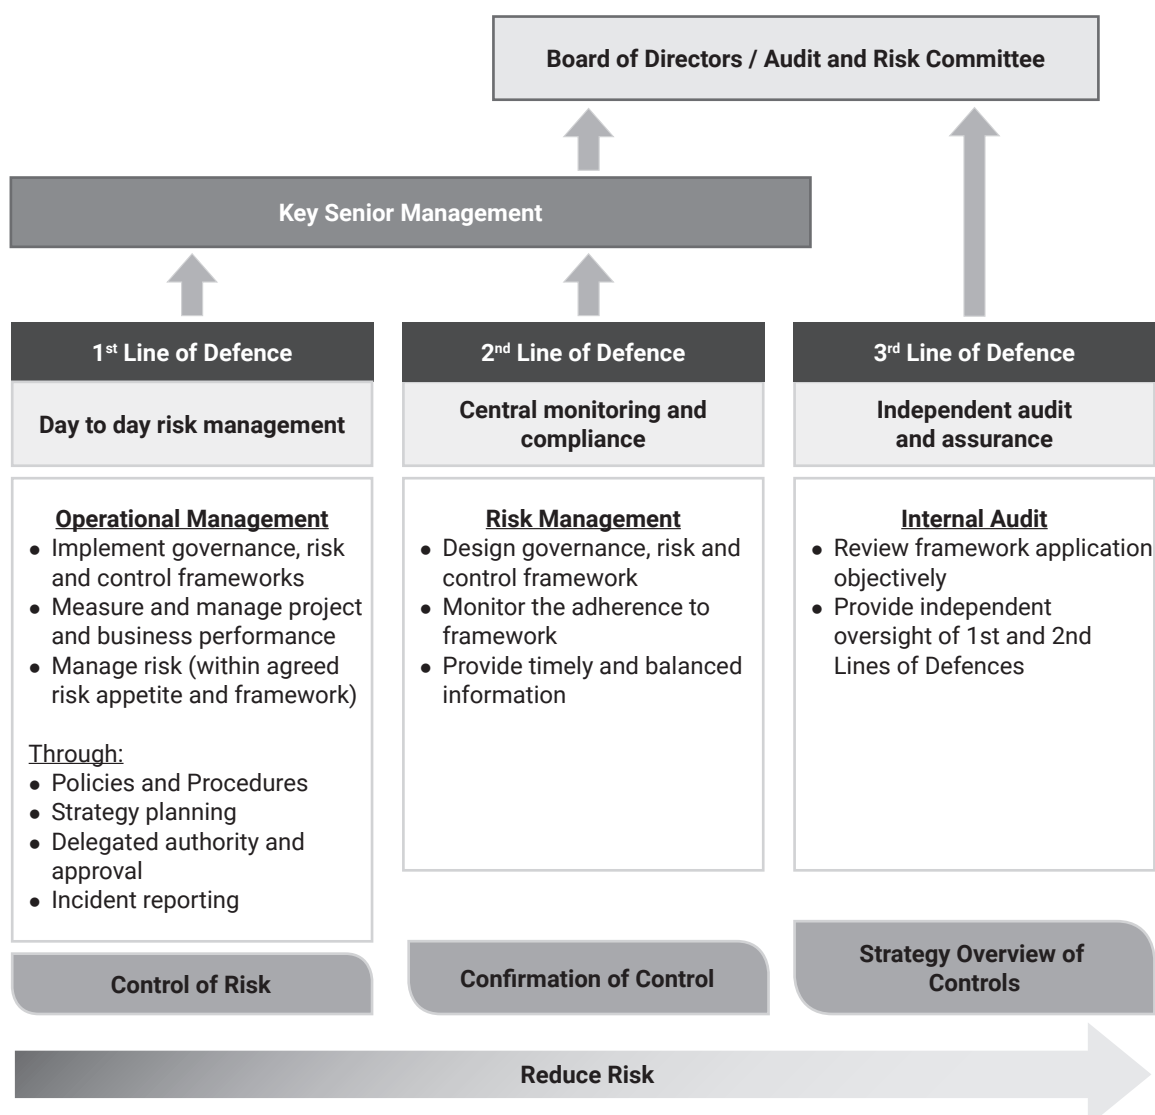 Board of Directors / Audit and Risk Committee
Key Senior Management
1st Line of Defence
Day to day risk management
Operational Management
● Implement governance, risk
and control frameworks
● Measure and manage project
and business performance
● Manage risk (within agreed
risk appetite and framework)
Through:
● Policies and Procedures
● Strategy planning
● Delegated authority and
approval
● Incident reporting
Control of Risk
2nd Line of Defence
Central monitoring and
compliance
Risk Management
● Design governance, risk and
control framework
● Monitor the adherence to
framework
● Provide timely and balanced
information
Confirmation of Control
3rd Line of Defence
Independent audit
and assurance
Internal Audit
● Review framework application
objectively
● Provide independent
oversight of 1st and 2nd
Lines of Defences
Strategy Overview of
Controls
Reduce Risk